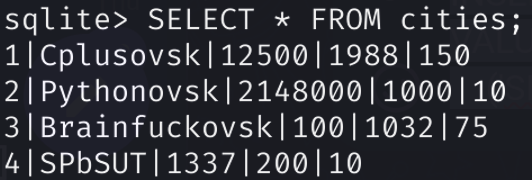 sqlite> SELECT * FROM cities;
1|Cplusovsk|12500|1988|150
2|Pythonovsk|2148000|1000|10
3|Brainfuckovsk|100|1032|75
4|SPbSUT|1337|200|10